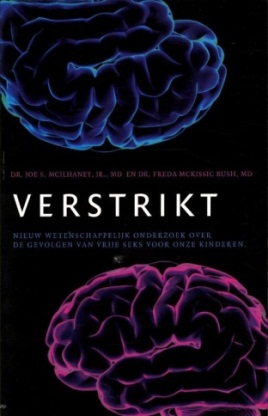 DR. JOE S. MCILHANEY, JR., MD EN DR. FREDA MCKISSIC BUSH, MD
VERSTRIKT
NIEUW WETENSCHAPPELIJK ONDERZOEK OVER
DE GEVOLGEN VAN VRIJE SEKS VOOR ONZE KINDEREN.